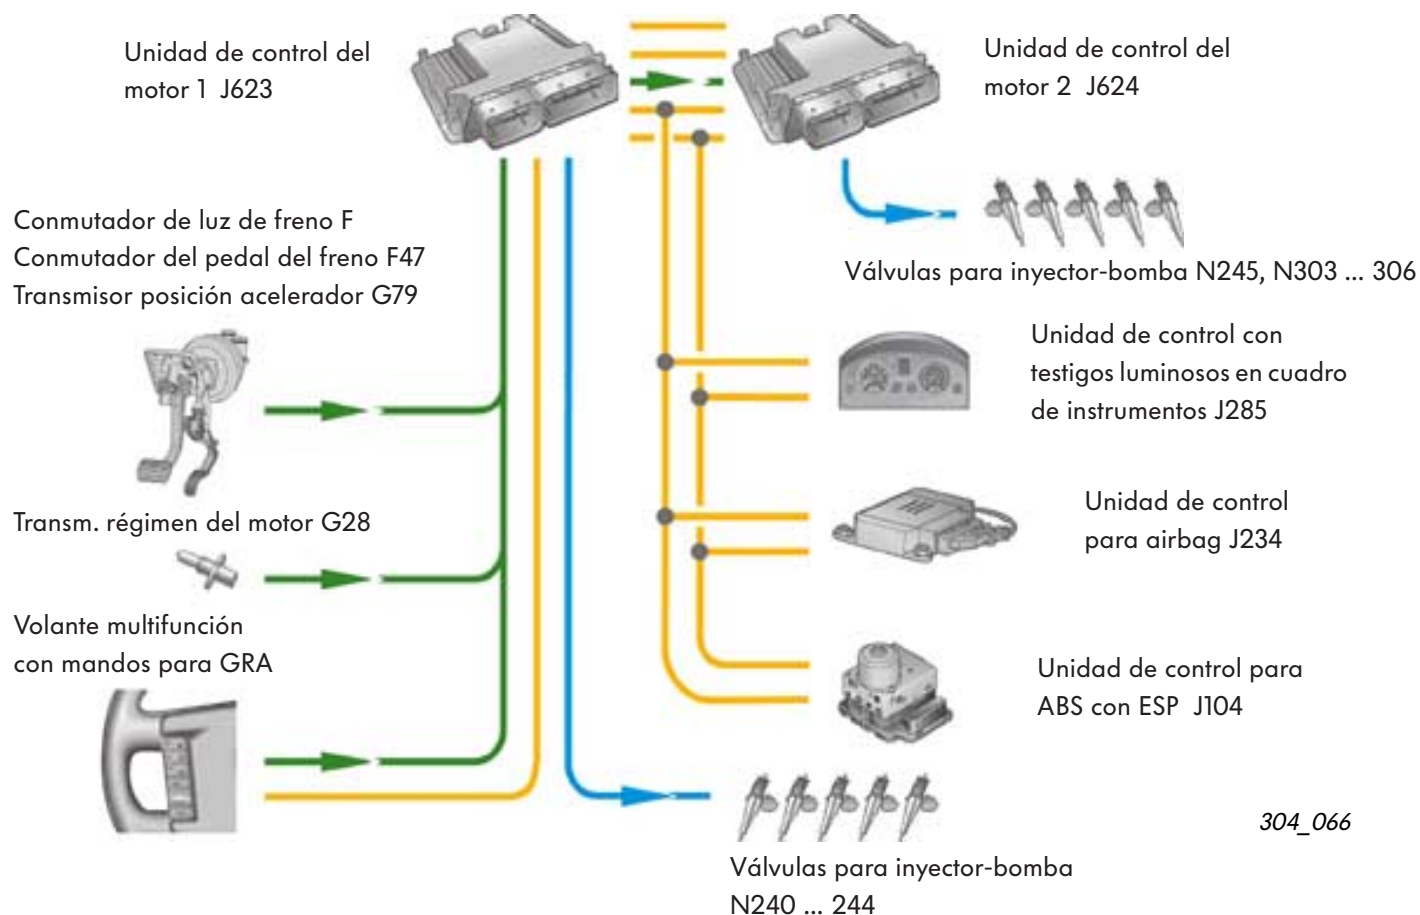 Unidad de control del
motor 1 J623
Unidad de control del
motor 2 J624
Conmutador de luz de freno F
Conmutador del pedal del freno F47
Transmisor posición acelerador G79
Válvulas para inyector-bomba N245, N303 ... 306
Unidad de control con
testigos luminosos en cuadro
de instrumentos J285
Transm. régimen del motor G28
Unidad de control
para airbag J234
Volante multifunción
con mandos para GRA
Unidad de control para
ABS con ESP J104
304_066
Válvulas para inyector-bomba
N240 ... 244